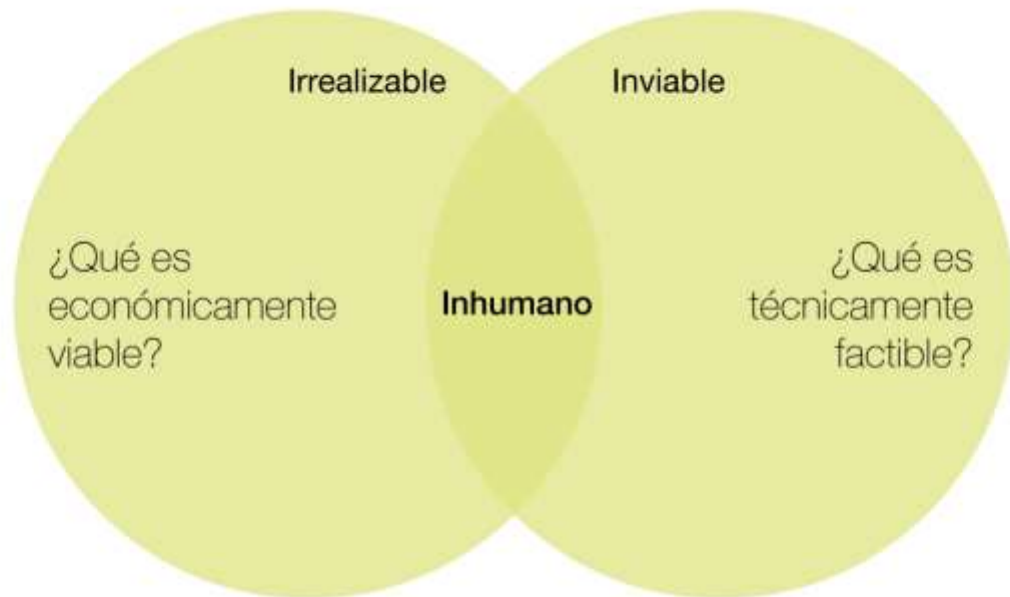 Irrealizable
Inviable
¿Qué es
económicamente
viable?
Inhumano
¿Qué es
técnicamente
factible?